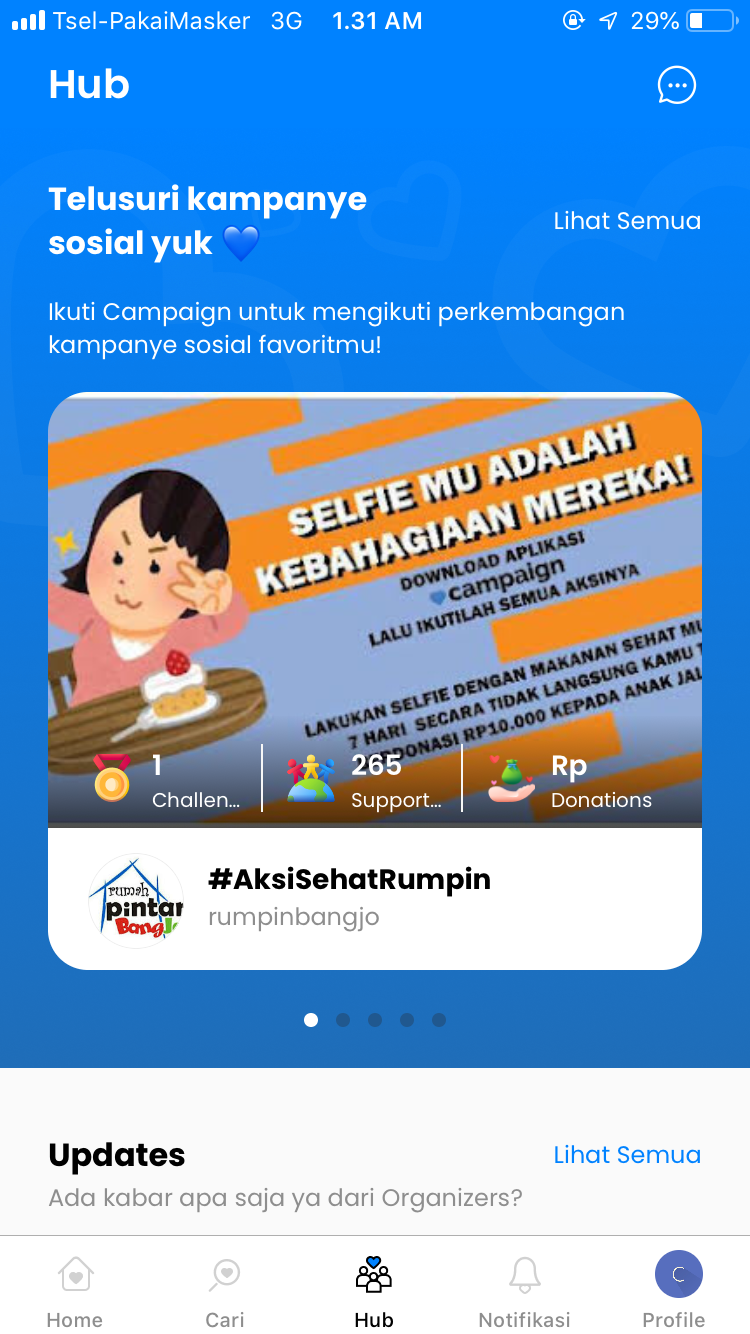 Tsel-PakaiMasker 3G 1.31 AM 29%
Hub
Telusuri kampanye
sosial yuk 💙
Lihat Semua
Ikuti Campaign untuk mengikuti perkembangan
kampanye sosial favoritmu!
SELFIE MU ADALAH
KEBAHAGIAAN MEREKA!
DOWNLOAD APLIKASI
campaign
LALU IKUTILAH SEMUA AKSINYA
LAKUKAN SELFIE DENGAN MAKANAN SEHAT MU
7 HARI SECARA TIDAK LANGSUNG KAMU
DONASI RP10.000 KEPADA ANAK JAL
1
Challen...
265
Support...
Rp
Donations
rumah
pintar
BangJ
#AksiSehatRumpin
rumpinbangjo
Updates
Lihat Semua
Ada kabar apa saja ya dari Organizers?
Home
Cari
Hub
Notifikasi
C
Profile